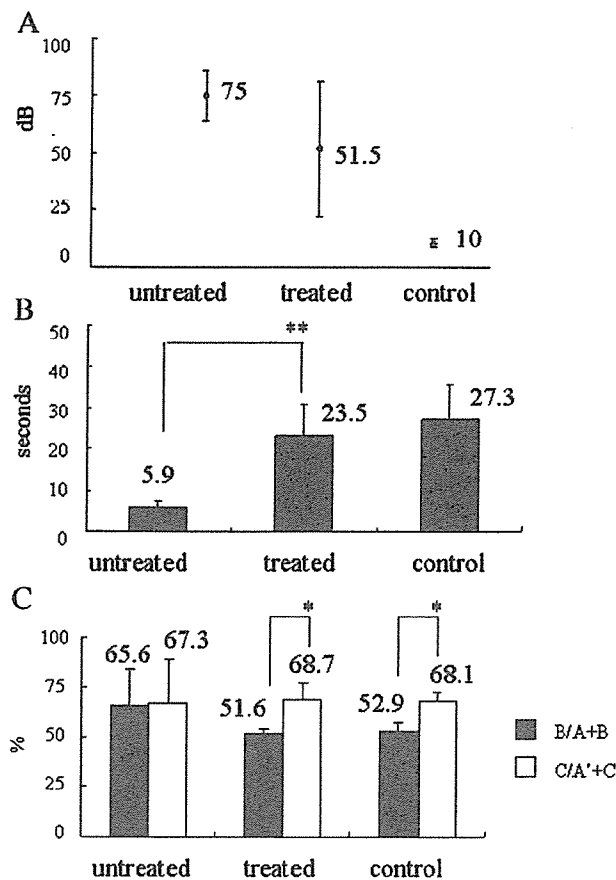 A
100
75
50
25
0
dB
75
51.5
10
untreated treated control
B
50
40
30
20
10
0
seconds
**
5.9
23.5
27.3
untreated treated control
C
100
75
50
25
0
%
* *
65.6 67.3
51.6 68.7
52.9 68.1
B/A+B
C/A'+C
untreated treated control